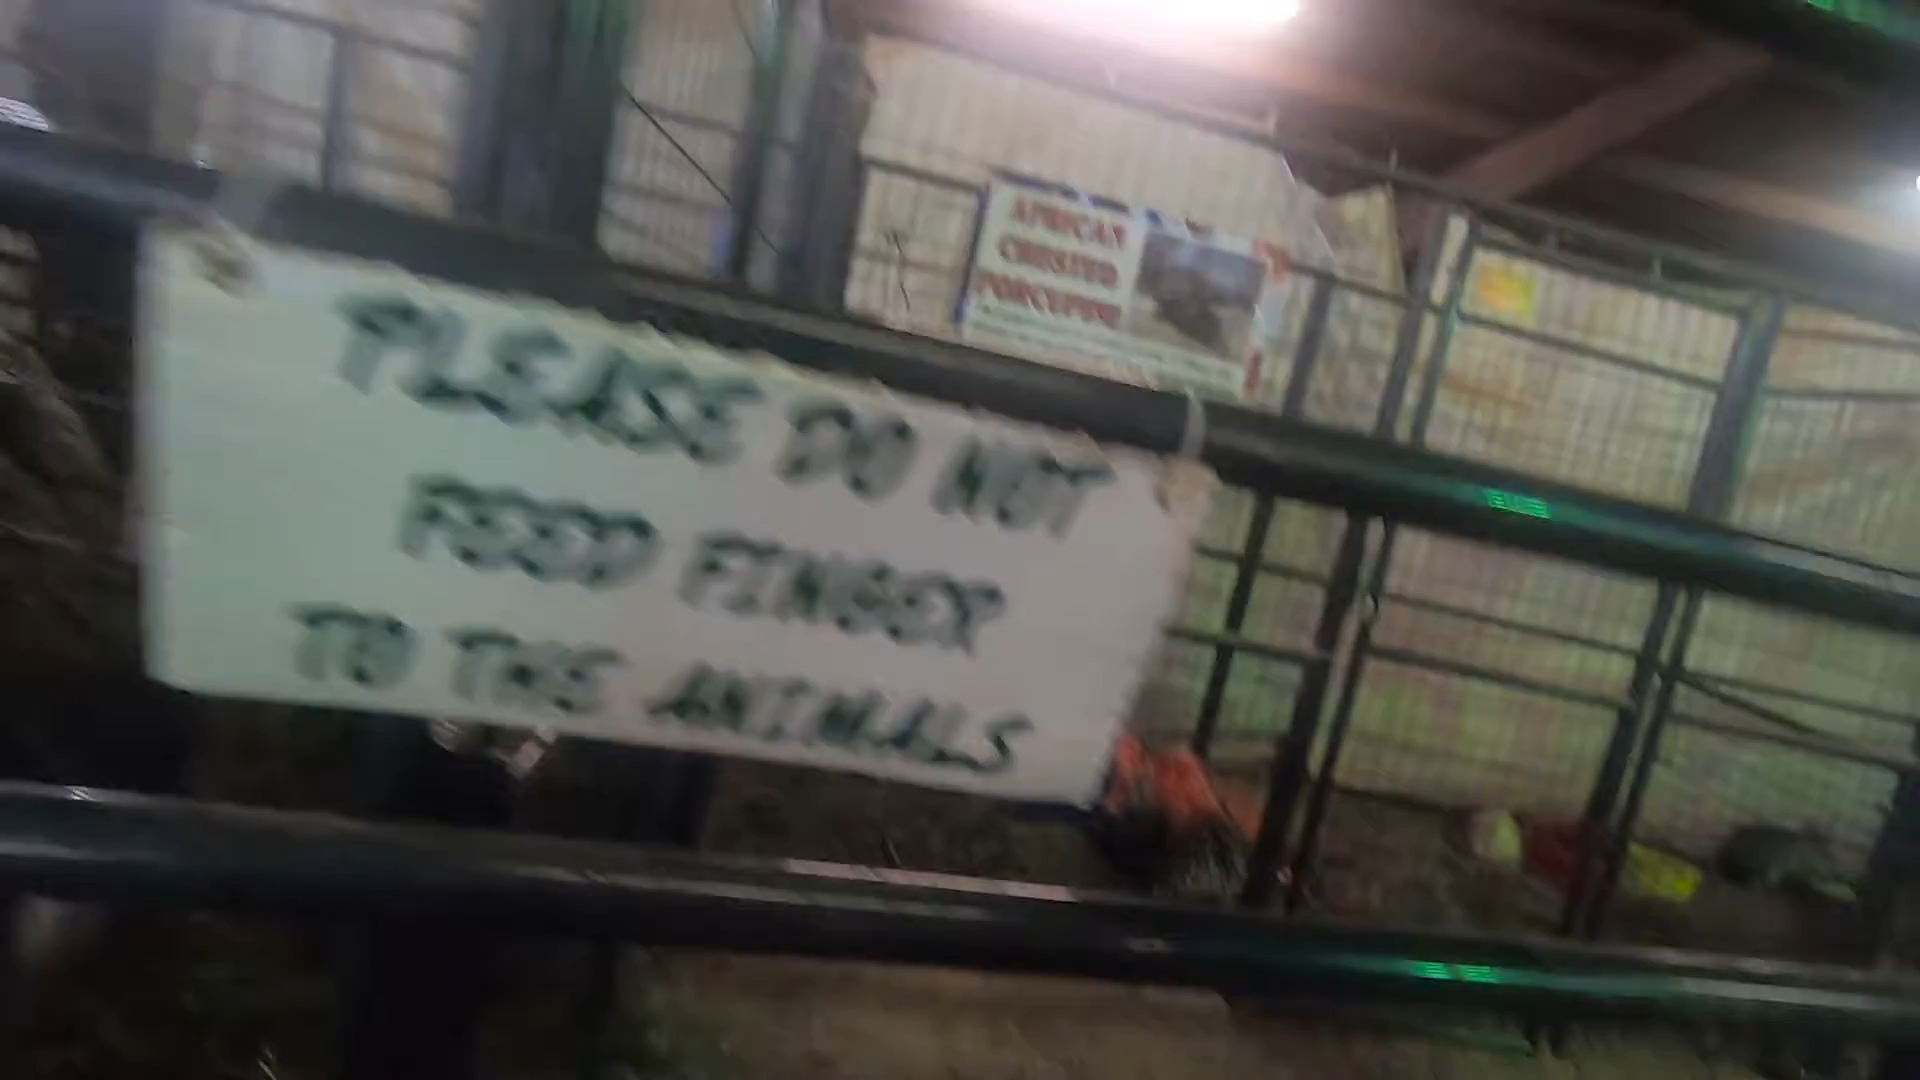 PLEASE DO NOT
FEED FINGER
TO THE ANIMALS
AFRICAN
CRESTED
PORCUPINE